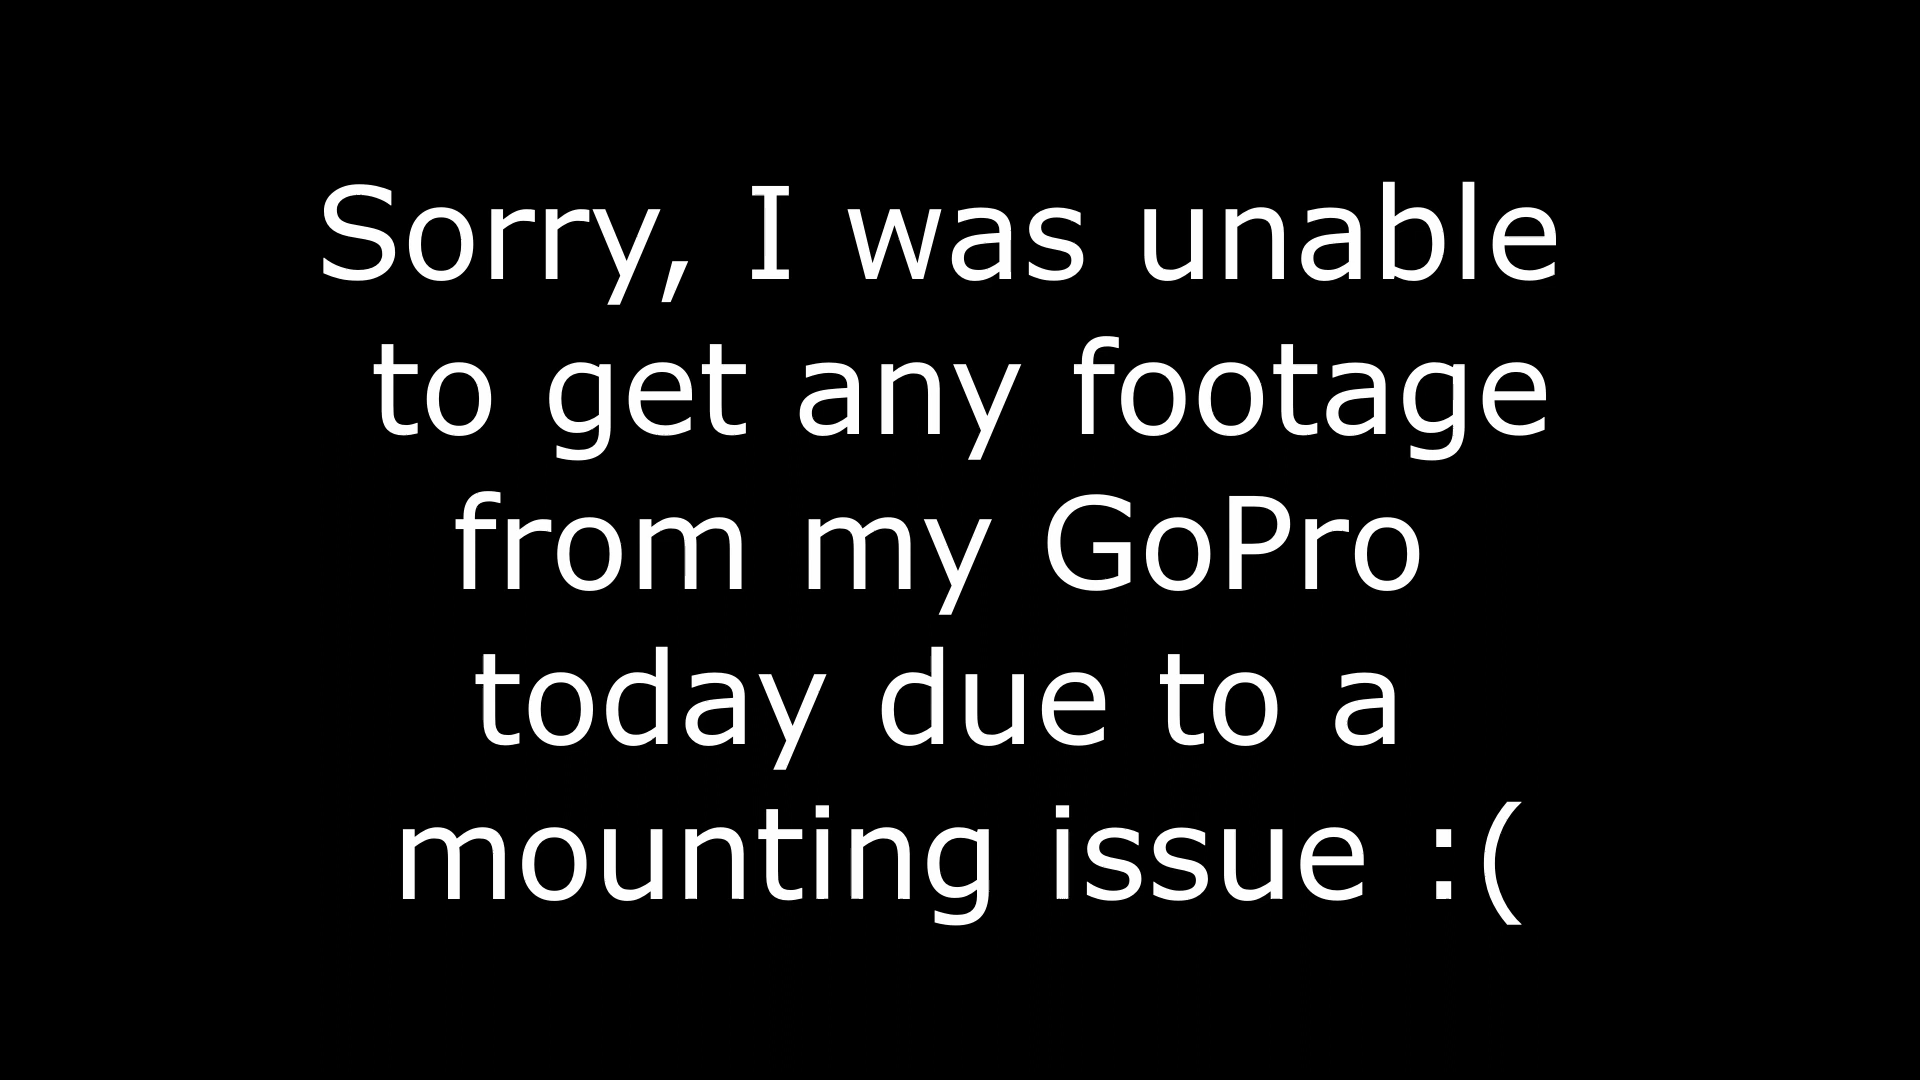 Sorry, I was unable
to get any footage
from my GoPro
today due to a
mounting issue :(